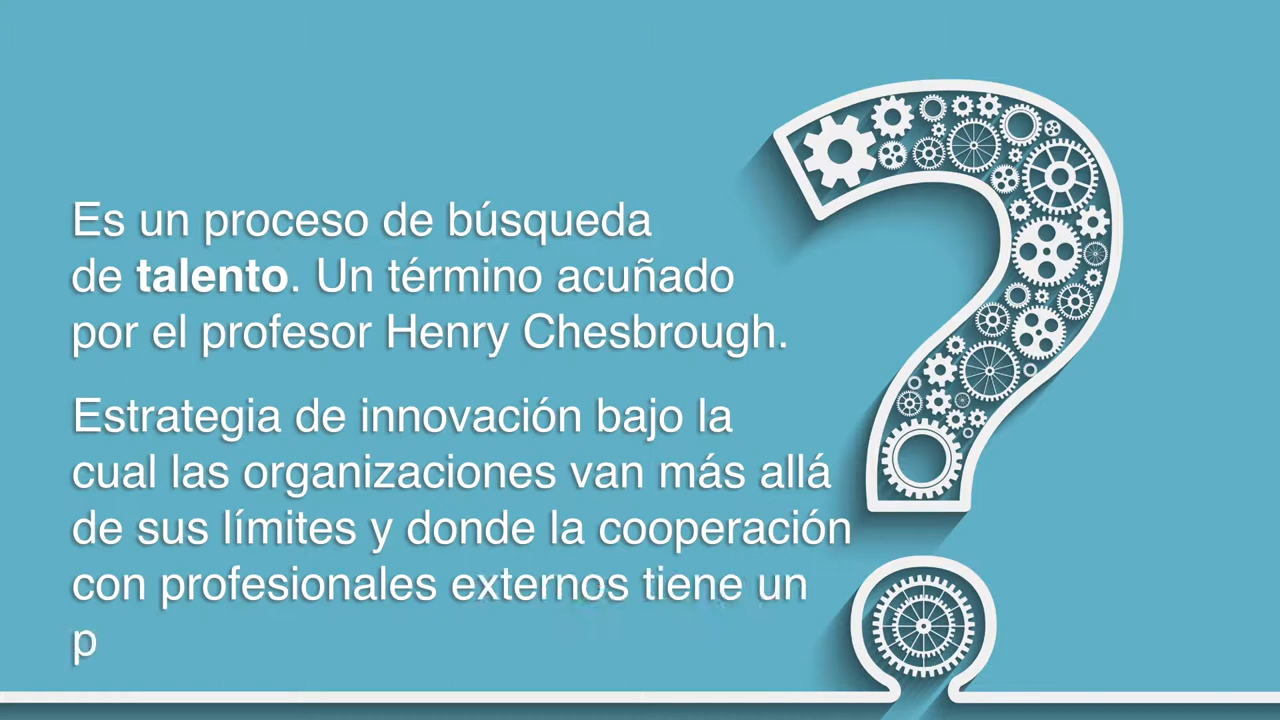 Es un proceso de búsqueda
de talento. Un término acuñado
por el profesor Henry Chesbrough.
Estrategia de innovación bajo la
cual las organizaciones van más allá
de sus límites y donde la cooperación
con profesionales externos tiene un
p